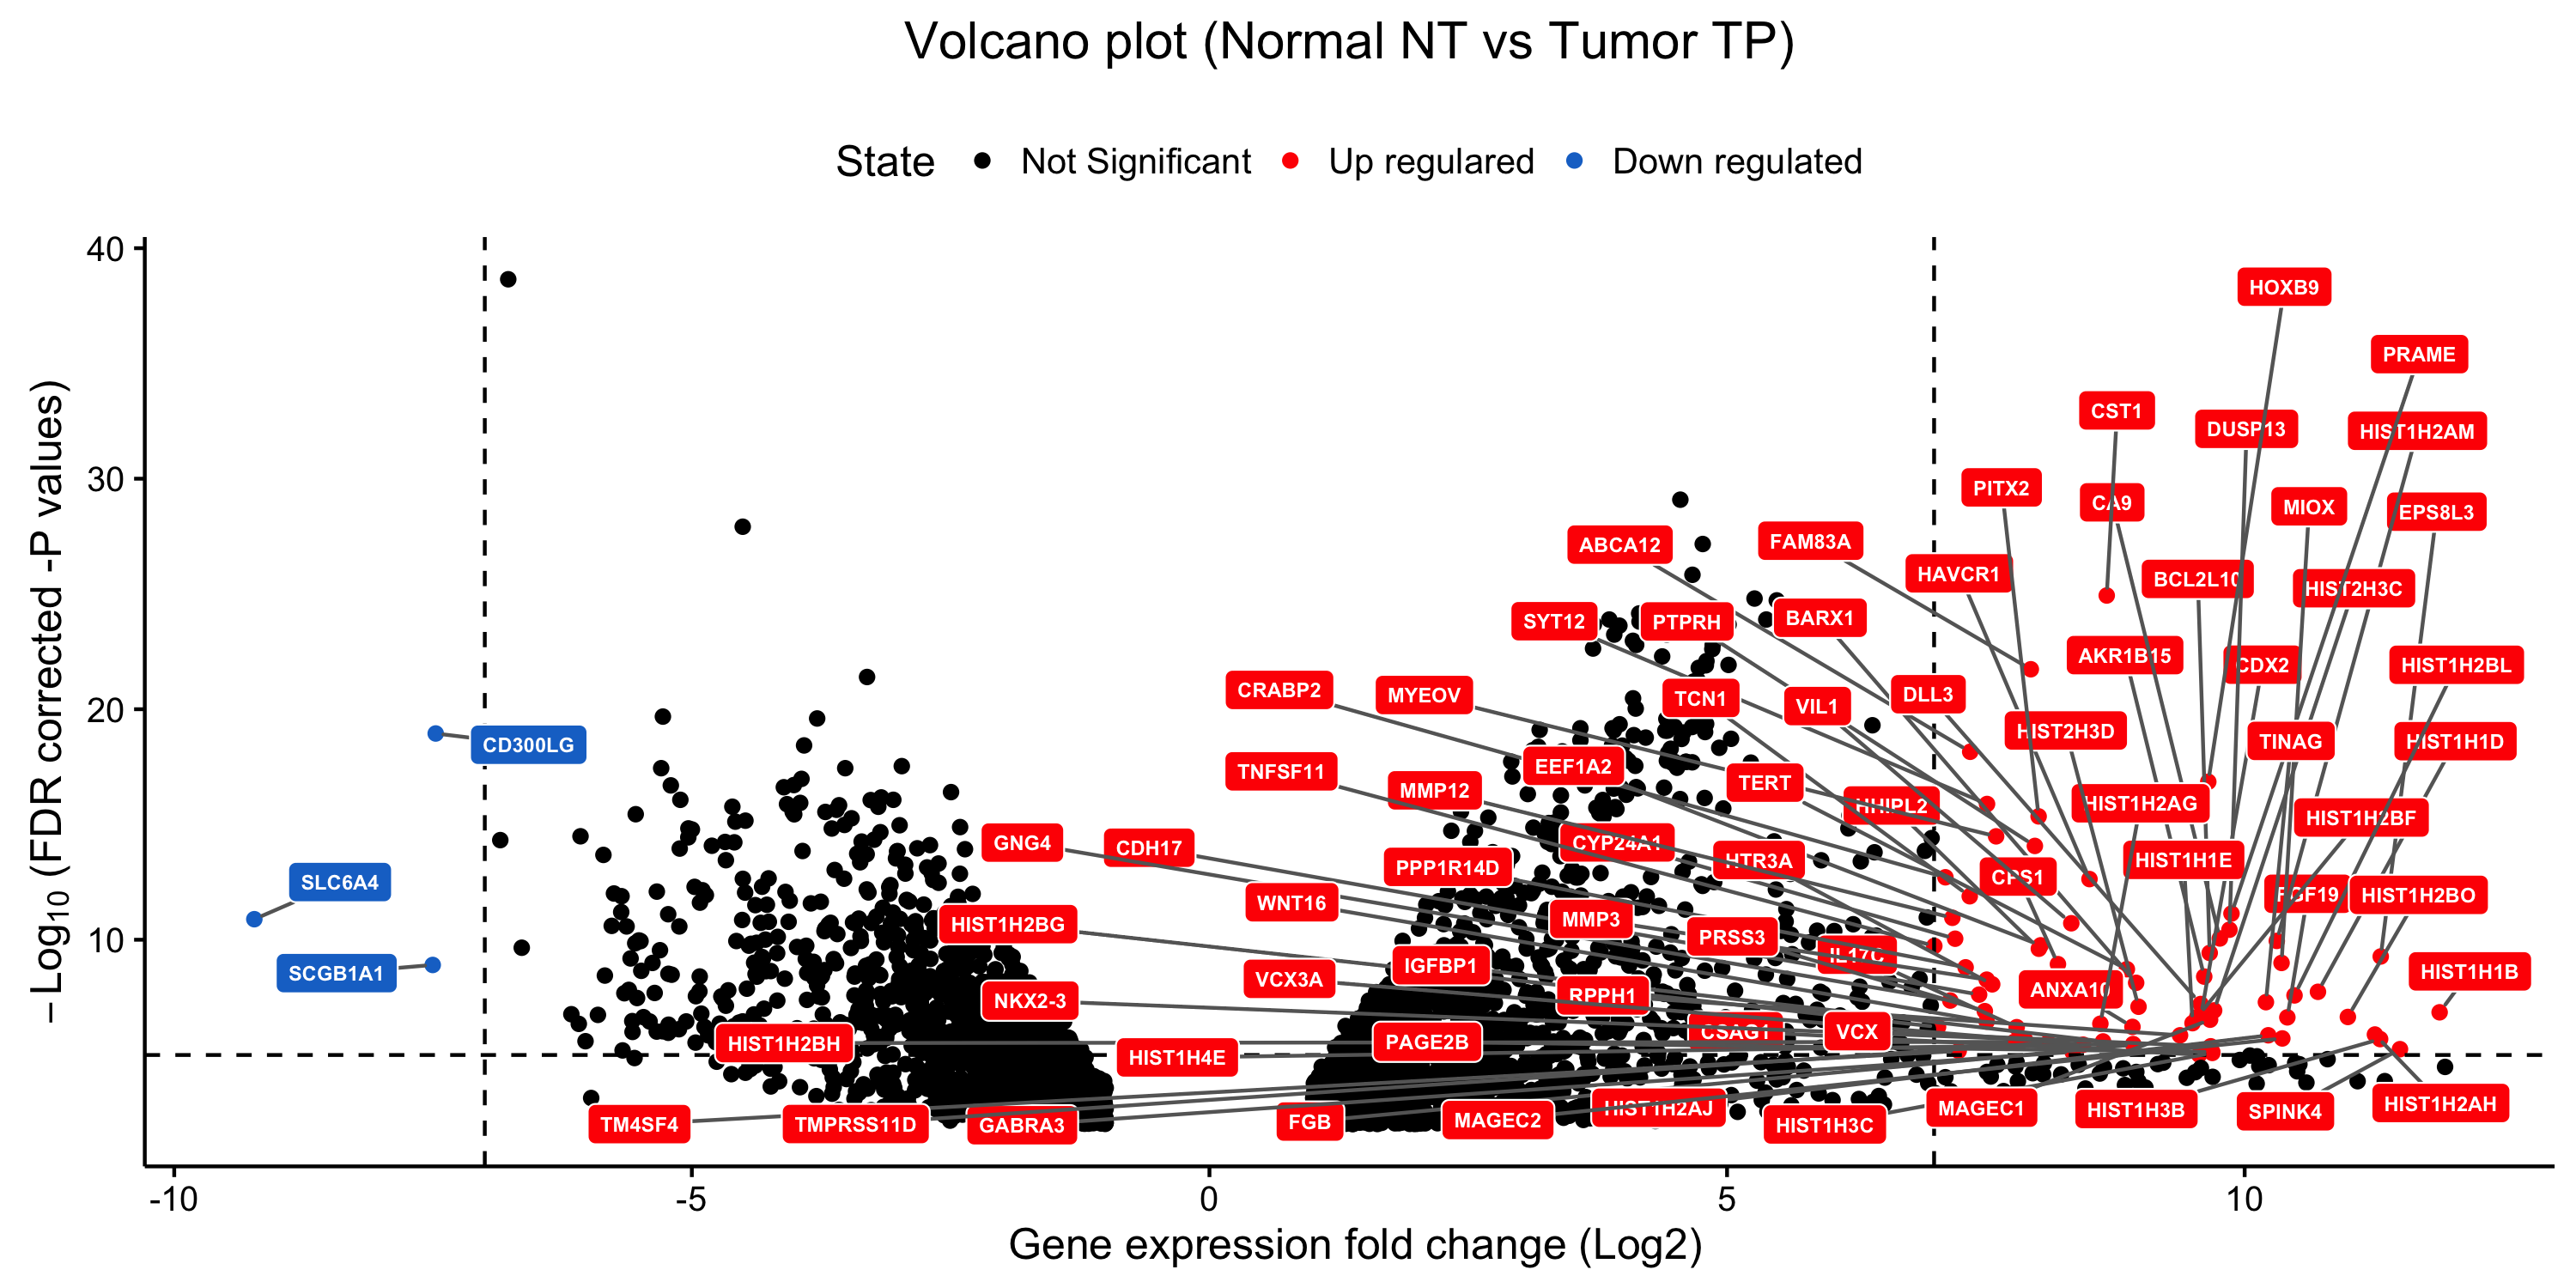 Volcano plot (Normal NT vs Tumor TP)
State Not Significant Up regulared Down regulated
−Log10 (FDR corrected -P values)
40
30
20
10
HOXB9
PRAME
CST1
DUSP13
HIST1H2AM
PITX2
CA9
MIOX
EPS8L3
ABCA12
FAM83A
HAVCR1
BCL2L10
HIST2H3C
SYT12
PTPRH
BARX1
AKR1B15
CDX2
HIST1H2BL
CRABP2
MYEOV
TCN1
VIL1
DLL3
HIST2H3D
TINAG
HIST1H1D
CD300LG
TNFSF11
MMP12
EEF1A2
TERT
HHIPL2
HIST1H2AG
HIST1H2BF
GNG4
CDH17
CYP24A1
PPP1R14D
HTR3A
HIST1H1E
SLC6A4
CPS1
FGF19
HIST1H2BO
WNT16
HIST1H2BG
MMP3
PRSS3
IL17C
SCGB1A1
IGFBP1
VCX3A
HIST1H1B
NKX2-3
RPPH1
ANXA10
HIST1H2BH
HIST1H4E
PAGE2B
CSAG1
VCX
TM4SF4
TMPRSS11D
GABRA3
FGB
MAGEC2
HIST1H2AJ
HIST1H3C
MAGEC1
HIST1H3B
SPINK4
HIST1H2AH
-10 -5 0 5 10
Gene expression fold change (Log2)